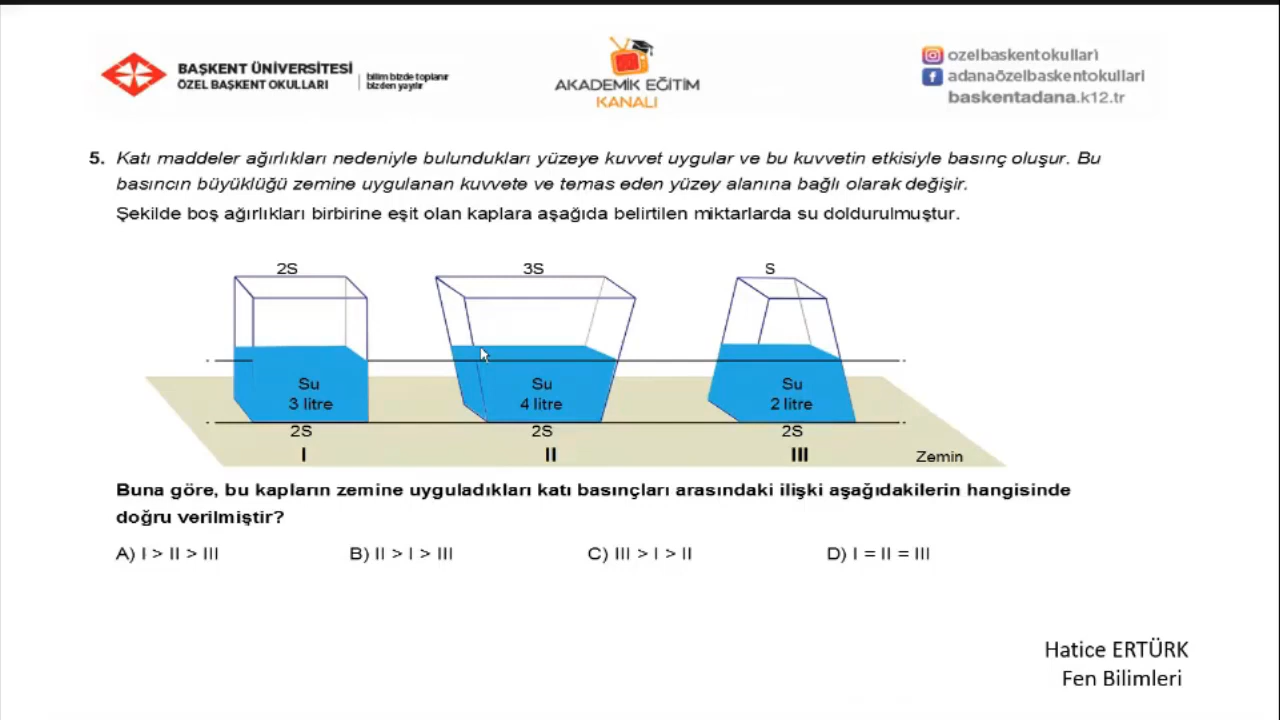 BAŞKENT ÜNİVERSİTESİ
ÖZEL BAŞKENT OKULLARI
bilim bizde toplanır
bizden yayılır
AKADEMİK EĞİTİM
KANALI
ozelbaskentokullari
adanaözelbaskentokullari
baskentadana.k12.tr
5. Katı maddeler ağırlıkları nedeniyle bulundukları yüzeye kuvvet uygular ve bu kuvvetin etkisiyle basınç oluşur. Bu
basıncın büyüklüğü zemine uygulanan kuvvete ve temas eden yüzey alanına bağlı olarak değişir.
Şekilde boş ağırlıkları birbirine eşit olan kaplara aşağıda belirtilen miktarlarda su doldurulmuştur.
2S 3S S
Su Su Su
3 litre 4 litre 2 litre
2S 2S 2S
I II III Zemin
Buna göre, bu kapların zemine uyguladıkları katı basınçları arasındaki ilişki aşağıdakilerin hangisinde
doğru verilmiştir?
A) I > II > III B) II > I > III C) III > I > II D) I = II = III
Hatice ERTÜRK
Fen Bilimleri